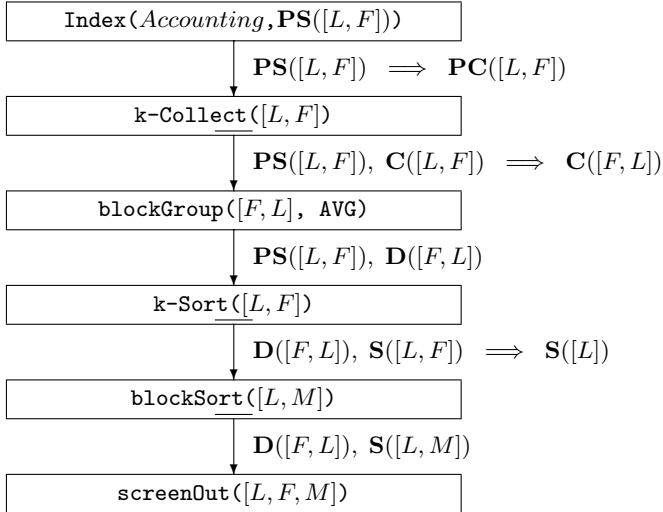 Index(Accounting,PS([L, F]))
PS([L, F]) ⟹ PC([L, F])
k-Collect([L, F])
PS([L, F]), C([L, F]) ⟹ C([F, L])
blockGroup([F, L], AVG)
PS([L, F]), D([F, L])
k-Sort([L, F])
D([F, L]), S([L, F]) ⟹ S([L])
blockSort([L, M])
D([F, L]), S([L, M])
screenOut([L, F, M])